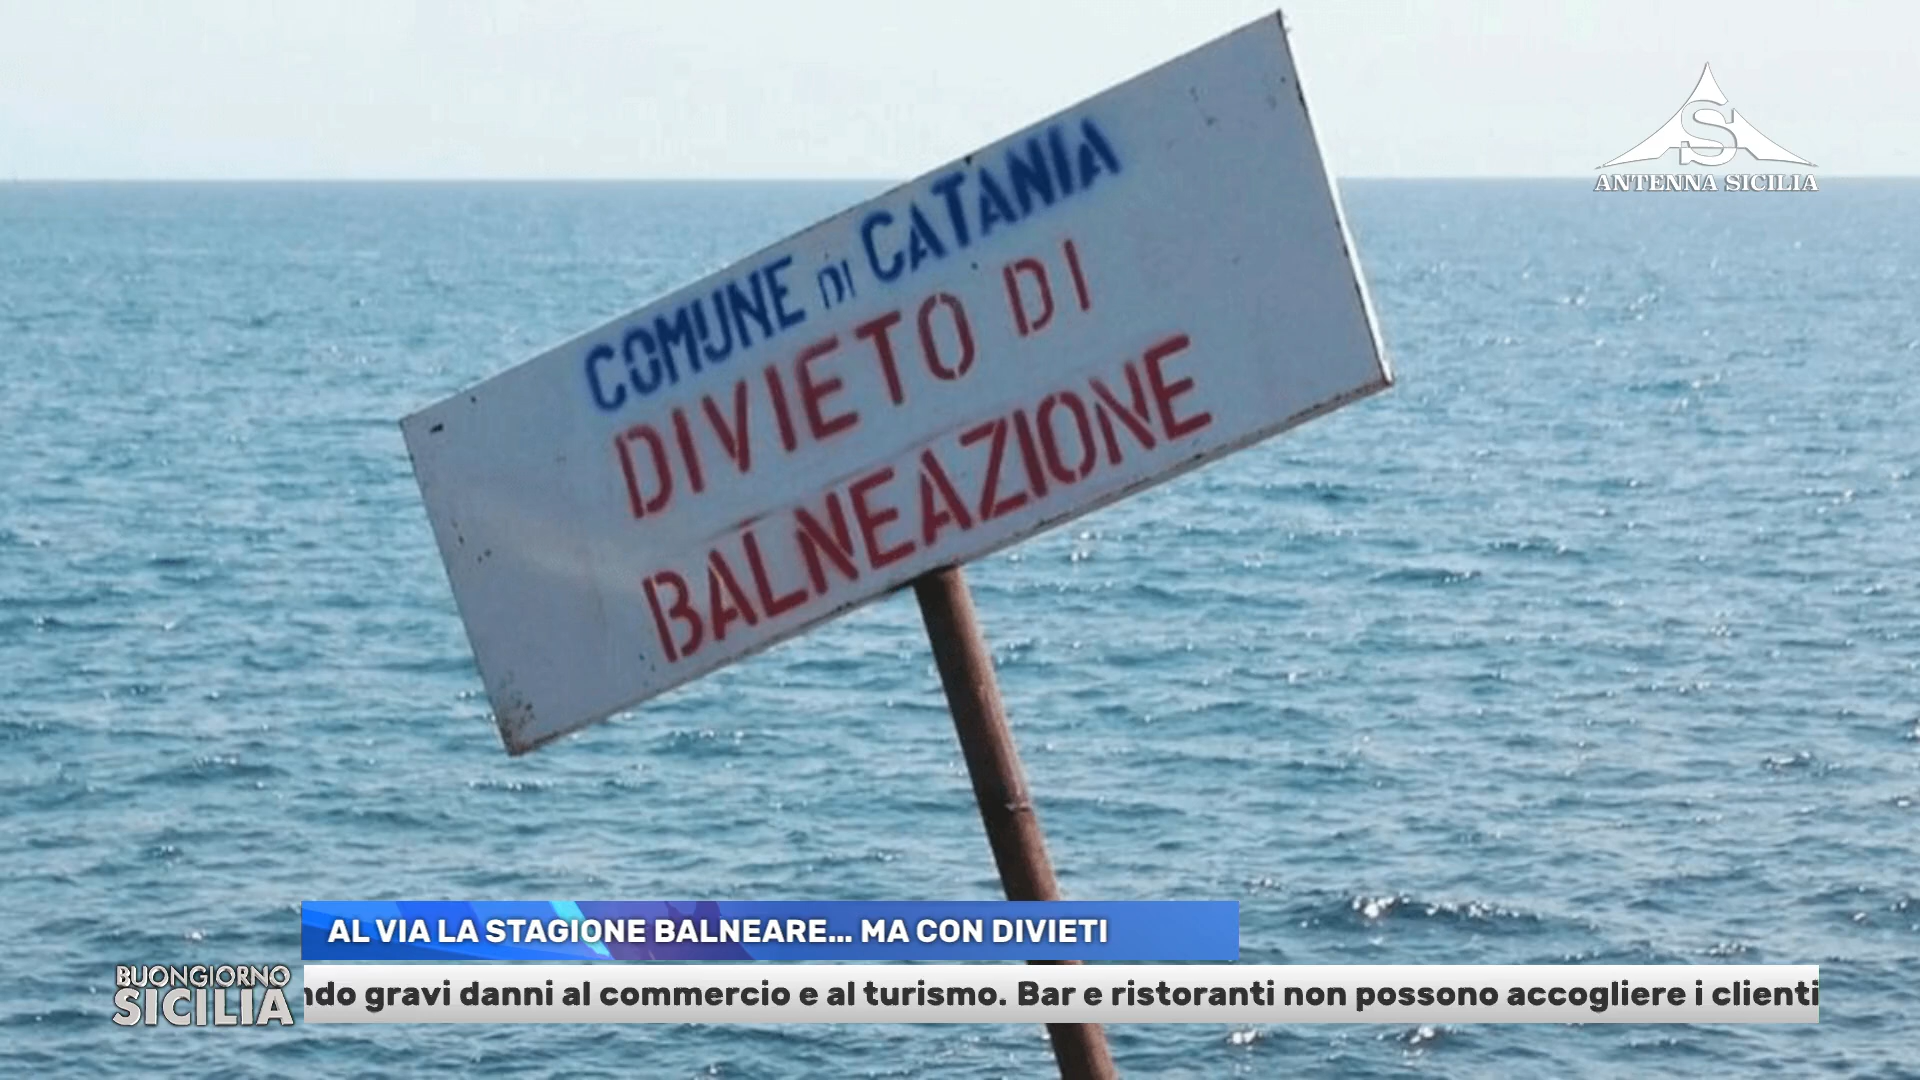 S
ANTENNA SICILIA
COMUNE DI CATANIA
DIVIETO DI
BALNEAZIONE
AL VIA LA STAGIONE BALNEARE... MA CON DIVIETI
BUONGIORNO
SICILIA
gravi danni al commercio e al turismo. Bar e ristoranti non possono accogliere i clienti